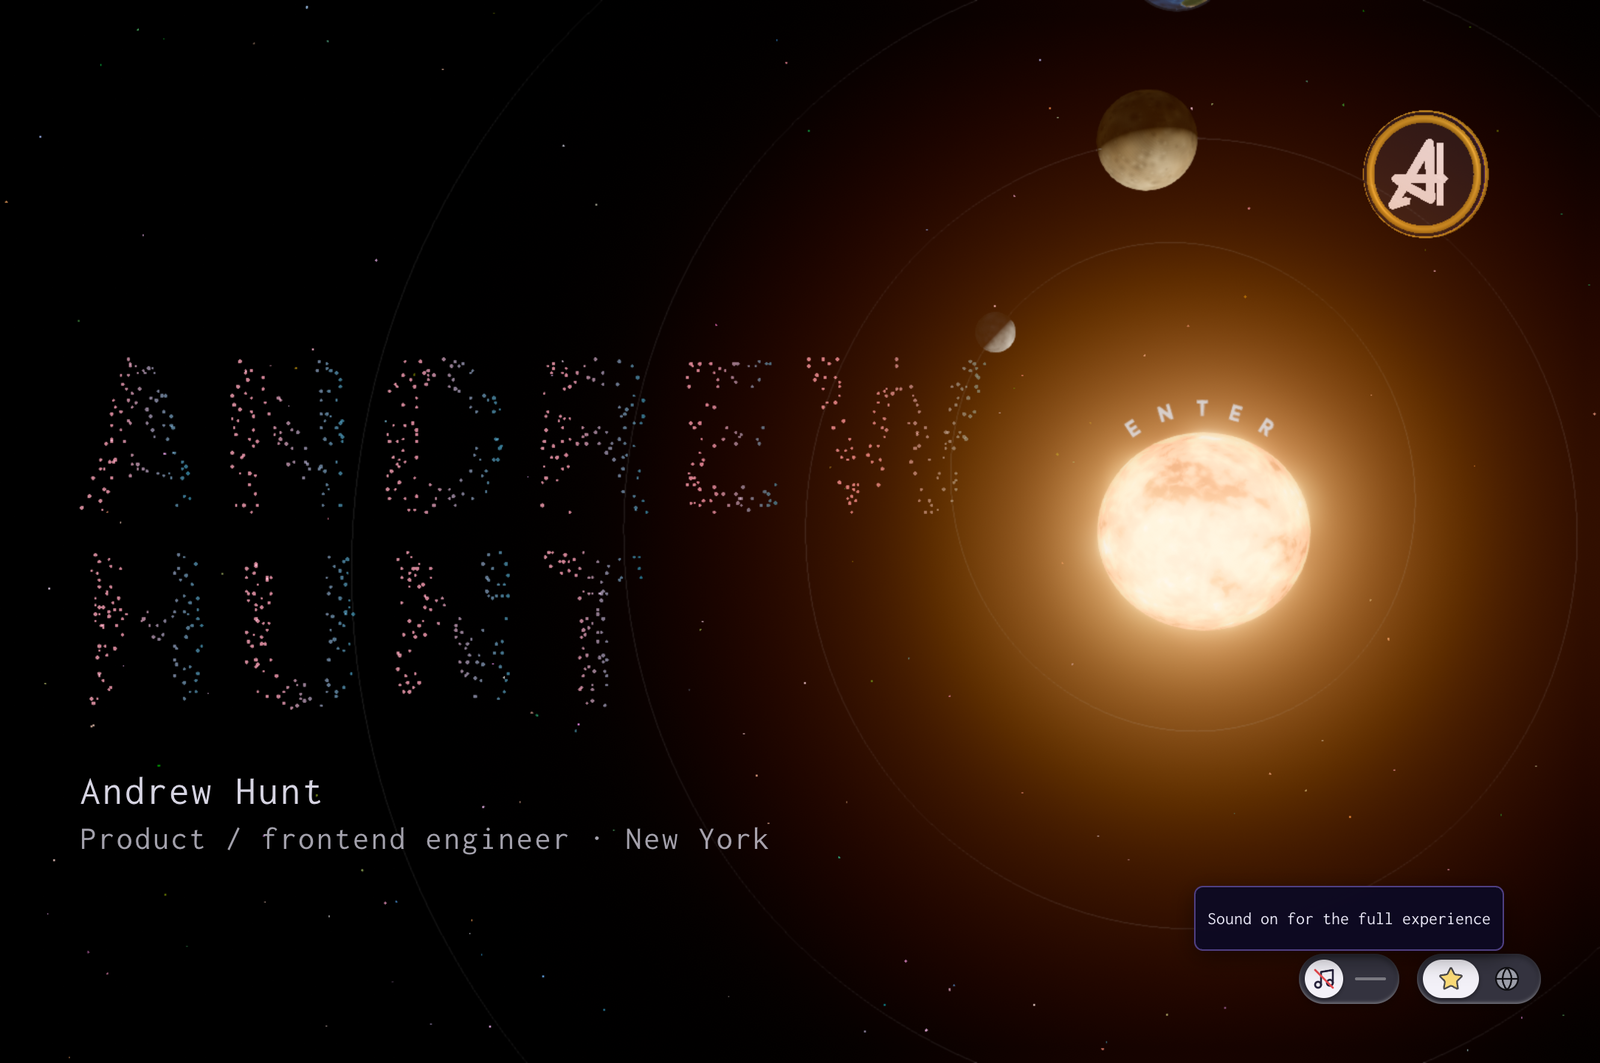 ANDREW
HUNT
ENTER
Andrew Hunt
Product / frontend engineer · New York
Sound on for the full experience